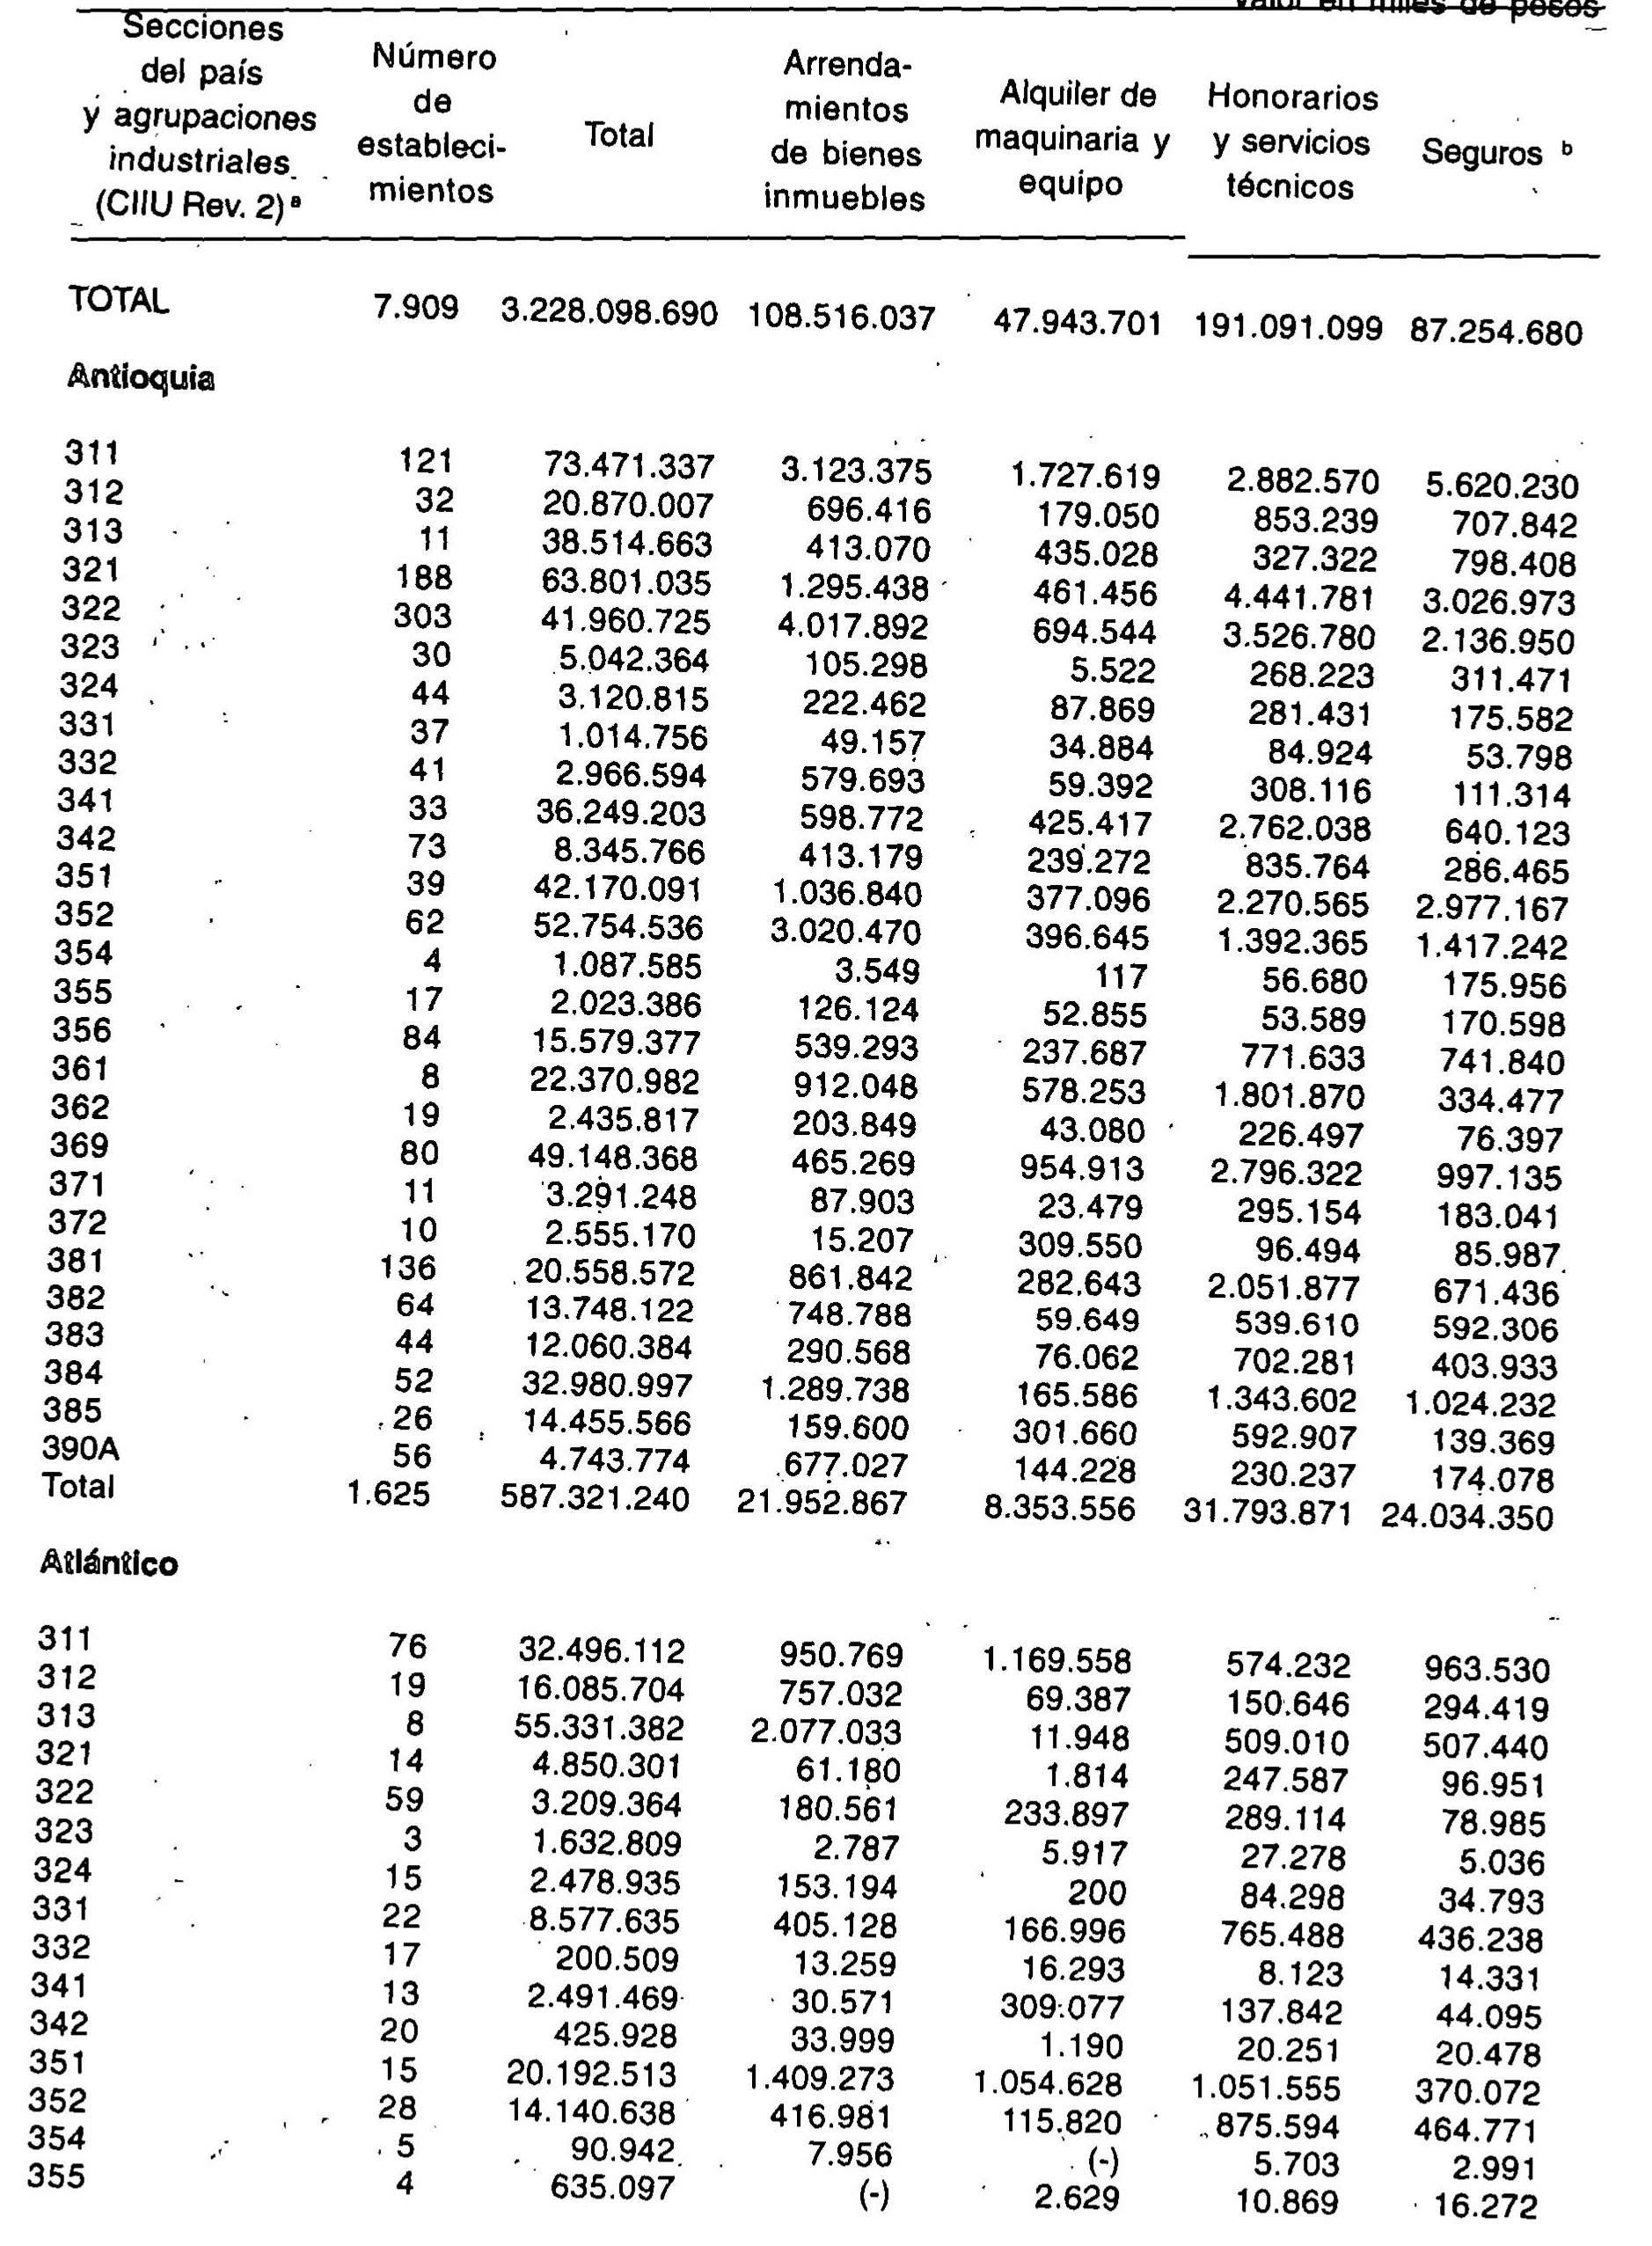 Valor en miles de pesos
Secciones del país y agrupaciones industriales (CIIU Rev. 2) a Número de estableci- mientos Total Arrenda- mientos de bienes inmuebles Alquiler de maquinaria y equipo Honorarios y servicios técnicos Seguros b
TOTAL 7.909 3.228.098.690 108.516.037 47.943.701 191.091.099 87.254.680
Antioquia
311 121 73.471.337 3.123.375 1.727.619 2.882.570 5.620.230
312 32 20.870.007 696.416 179.050 853.239 707.842
313 11 38.514.663 413.070 435.028 327.322 798.408
321 188 63.801.035 1.295.438 461.456 4.441.781 3.026.973
322 303 41.960.725 4.017.892 694.544 3.526.780 2.136.950
323 30 5.042.364 105.298 5.522 268.223 311.471
324 44 3.120.815 222.462 87.869 281.431 175.582
331 37 1.014.756 49.157 34.884 84.924 53.798
332 41 2.966.594 579.693 59.392 308.116 111.314
341 33 36.249.203 598.772 425.417 2.762.038 640.123
342 73 8.345.766 413.179 239.272 835.764 286.465
351 39 42.170.091 1.036.840 377.096 2.270.565 2.977.167
352 62 52.754.536 3.020.470 396.645 1.392.365 1.417.242
354 4 1.087.585 3.549 117 56.680 175.956
355 17 2.023.386 126.124 52.855 53.589 170.598
356 84 15.579.377 539.293 237.687 771.633 741.840
361 8 22.370.982 912.048 578.253 1.801.870 334.477
362 19 2.435.817 203.849 43.080 226.497 76.397
369 80 49.148.368 465.269 954.913 2.796.322 997.135
371 11 3.291.248 87.903 23.479 295.154 183.041
372 10 2.555.170 15.207 309.550 96.494 85.987
381 136 20.558.572 861.842 282.643 2.051.877 671.436
382 64 13.748.122 748.788 59.649 539.610 592.306
383 44 12.060.384 290.568 76.062 702.281 403.933
384 52 32.980.997 1.289.738 165.586 1.343.602 1.024.232
385 26 14.455.566 159.600 301.660 592.907 139.369
390A 56 4.743.774 677.027 144.228 230.237 174.078
Total 1.625 587.321.240 21.952.867 8.353.556 31.793.871 24.034.350
Atlántico
311 76 32.496.112 950.769 1.169.558 574.232 963.530
312 19 16.085.704 757.032 69.387 150.646 294.419
313 8 55.331.382 2.077.033 11.948 509.010 507.440
321 14 4.850.301 61.180 1.814 247.587 96.951
322 59 3.209.364 180.561 233.897 289.114 78.985
323 3 1.632.809 2.787 5.917 27.278 5.036
324 15 2.478.935 153.194 200 84.298 34.793
331 22 8.577.635 405.128 166.996 765.488 436.238
332 17 200.509 13.259 16.293 8.123 14.331
341 13 2.491.469 30.571 309.077 137.842 44.095
342 20 425.928 33.999 1.190 20.251 20.478
351 15 20.192.513 1.409.273 1.054.628 1.051.555 370.072
352 28 14.140.638 416.981 115.820 875.594 464.771
354 5 90.942 7.956 (-) 5.703 2.991
355 4 635.097 (-) 2.629 10.869 16.272